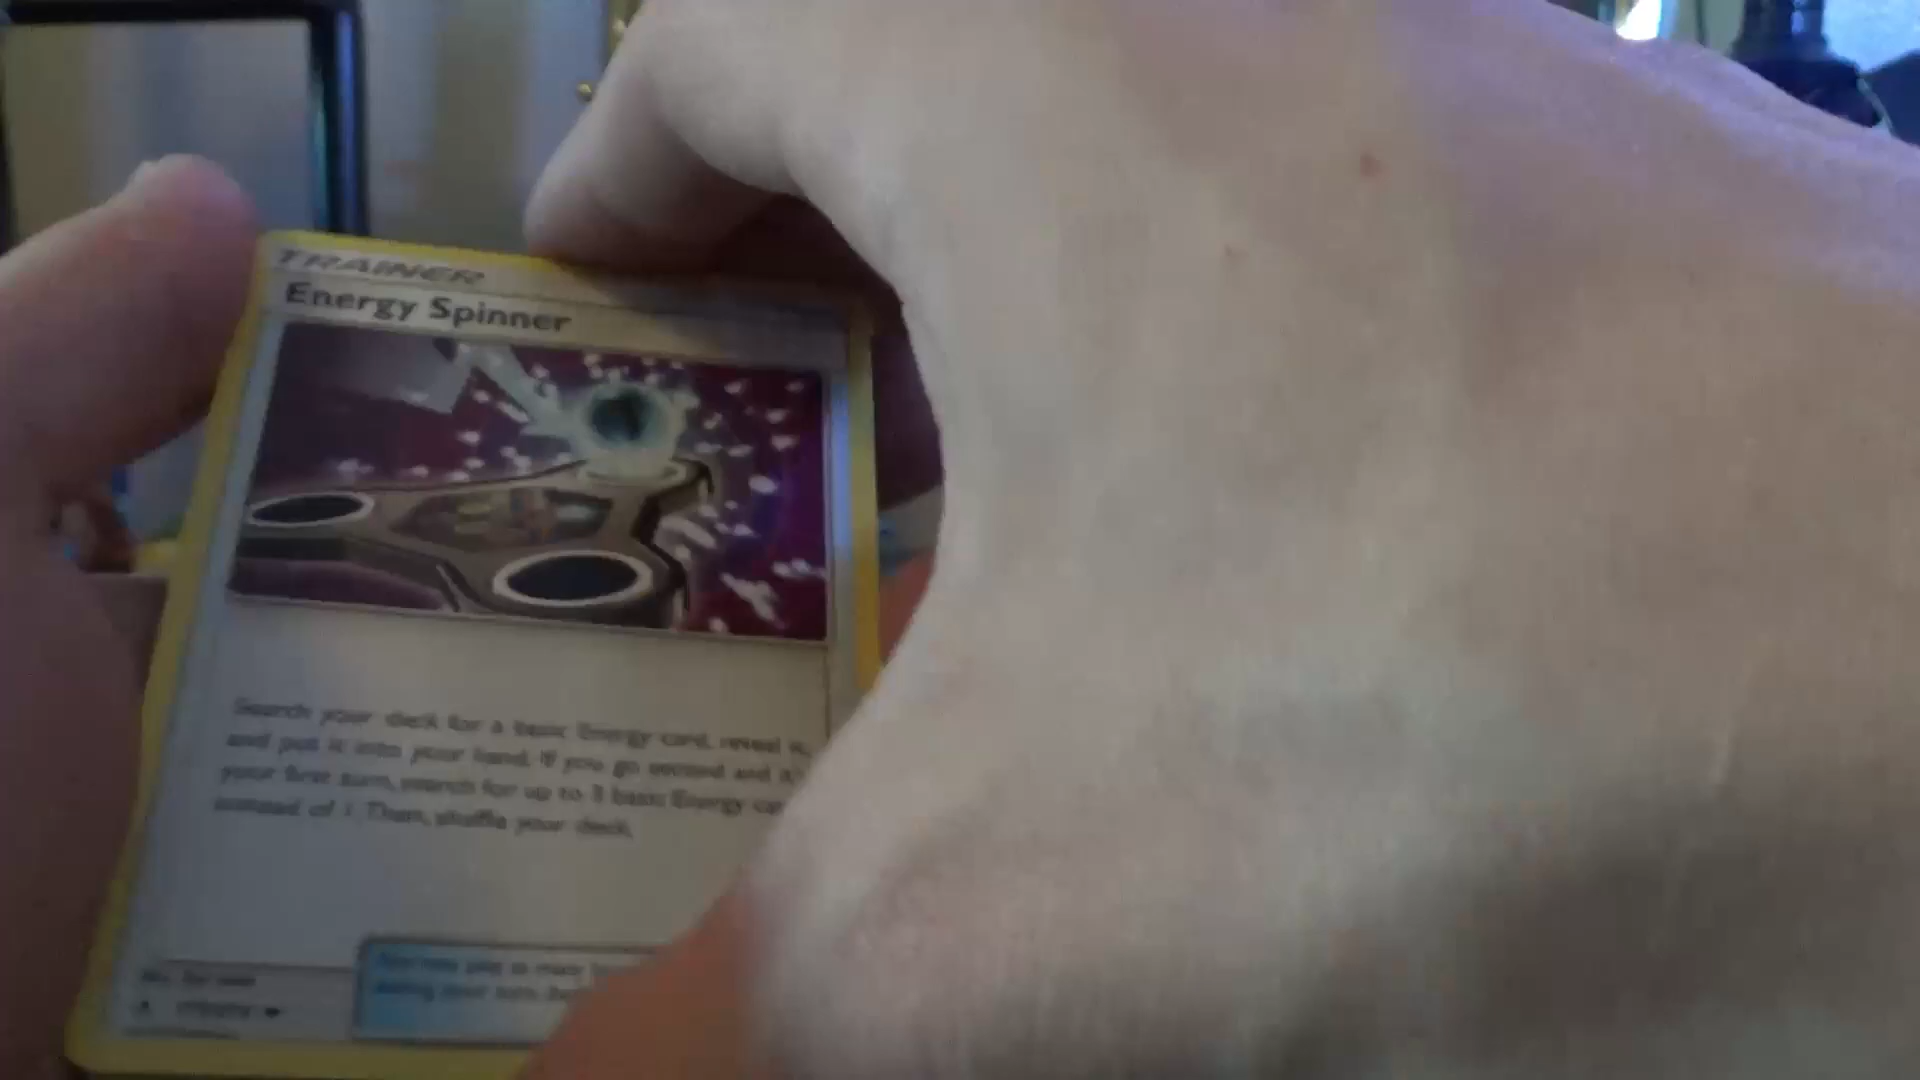 TRAINER
Energy Spinner
Search your deck for a basic Energy card, reveal it,
and put it into your hand. If you go second and it's
your first turn, search for up to 3 basic Energy
instead of 1. Then, shuffle your deck.